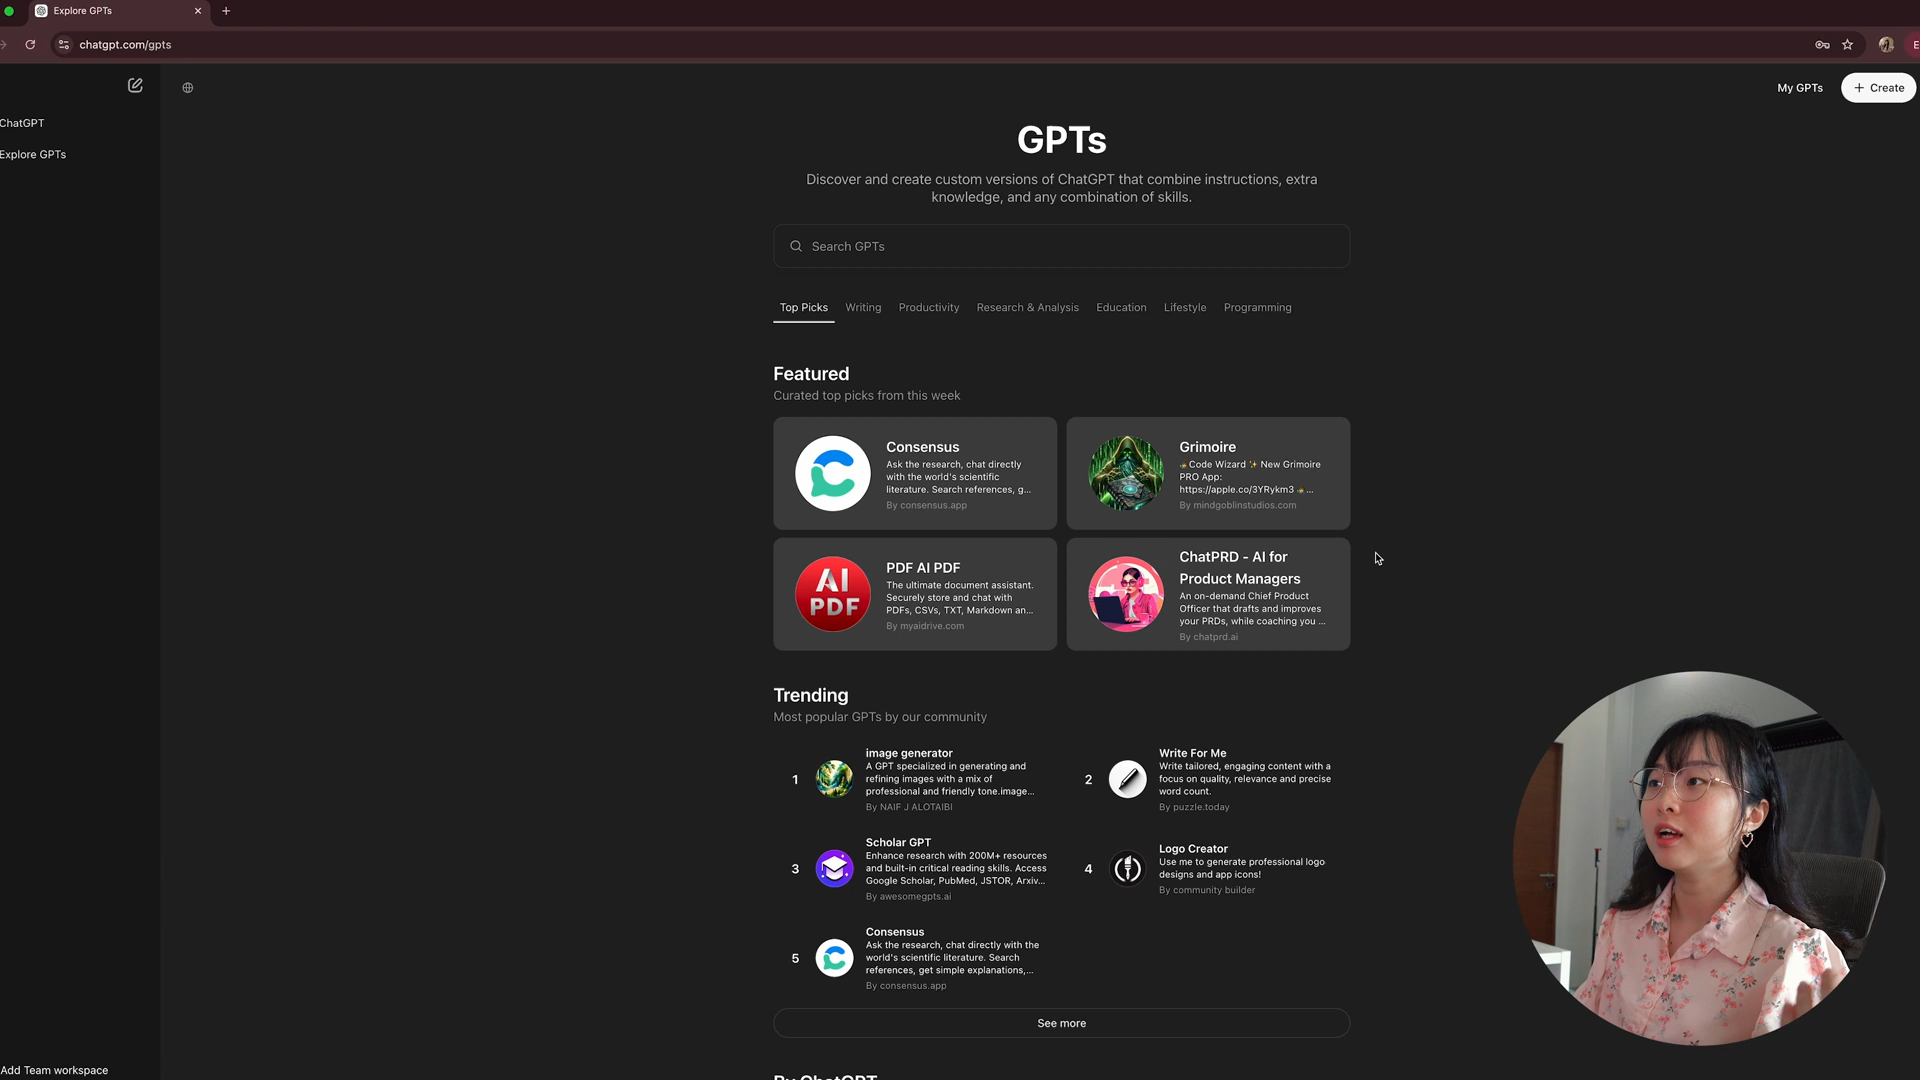 Explore GPTs
chatgpt.com/gpts
E
ChatGPT
Explore GPTs
Add Team workspace
My GPTs
Create
GPTs
Discover and create custom versions of ChatGPT that combine instructions, extra
knowledge, and any combination of skills.
Search GPTs
Top Picks Writing Productivity Research & Analysis Education Lifestyle Programming
Featured
Curated top picks from this week
Consensus
Ask the research, chat directly
with the world's scientific
literature. Search references, g...
By consensus.app
Grimoire
Code Wizard ✨ New Grimoire
PRO App:
https://apple.co/3YRykm3 ...
By mindgoblinstudios.com
AI
PDF
PDF AI PDF
The ultimate document assistant.
Securely store and chat with
PDFs, CSVs, TXT, Markdown an...
By myaidrive.com
ChatPRD - AI for
Product Managers
An on-demand Chief Product
Officer that drafts and improves
your PRDs, while coaching you ...
By chatprd.ai
Trending
Most popular GPTs by our community
1
image generator
A GPT specialized in generating and
refining images with a mix of
professional and friendly tone.image...
By NAIF J ALOTAIBI
2
Write For Me
Write tailored, engaging content with a
focus on quality, relevance and precise
word count.
By puzzle.today
3
Scholar GPT
Enhance research with 200M+ resources
and built-in critical reading skills. Access
Google Scholar, PubMed, JSTOR, Arxiv...
By awesomegpts.ai
4
Logo Creator
Use me to generate professional logo
designs and app icons!
By community builder
5
Consensus
Ask the research, chat directly with the
world's scientific literature. Search
references, get simple explanations,...
By consensus.app
See more